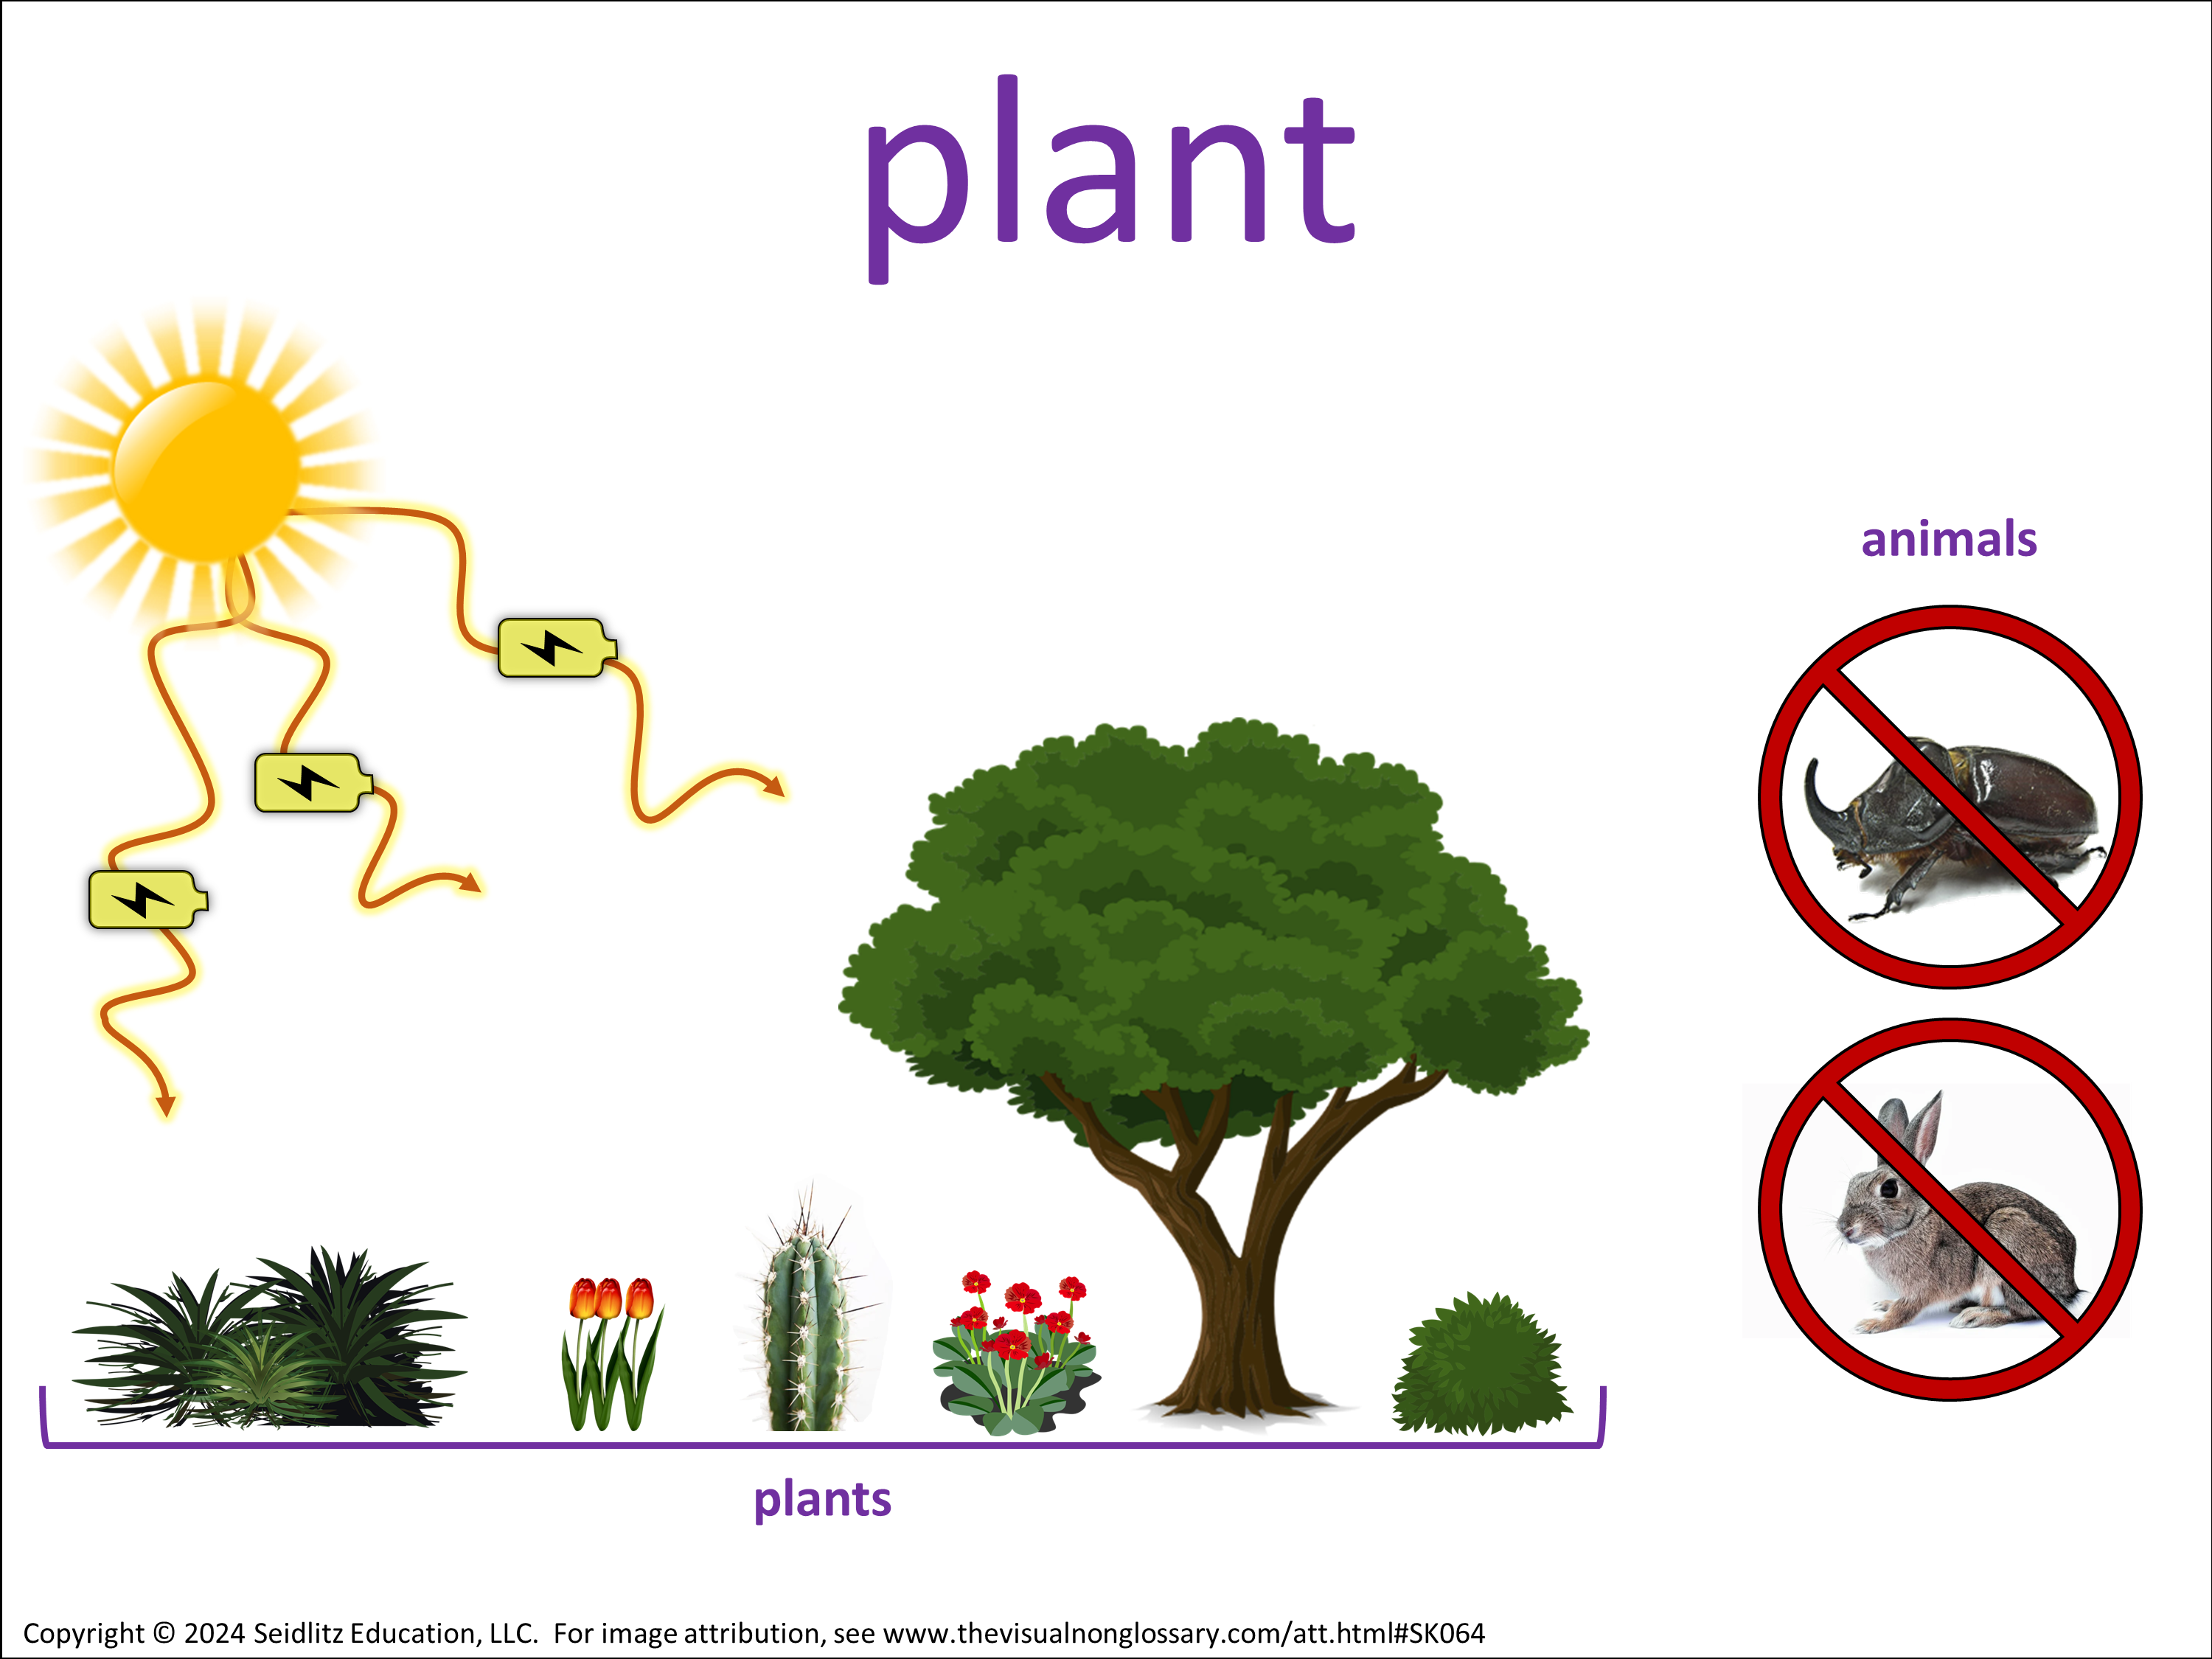 plant
animals
plants
Copyright © 2024 Seidlitz Education, LLC.  For image attribution, see www.thevisualnonglossary.com/att.html#SK064